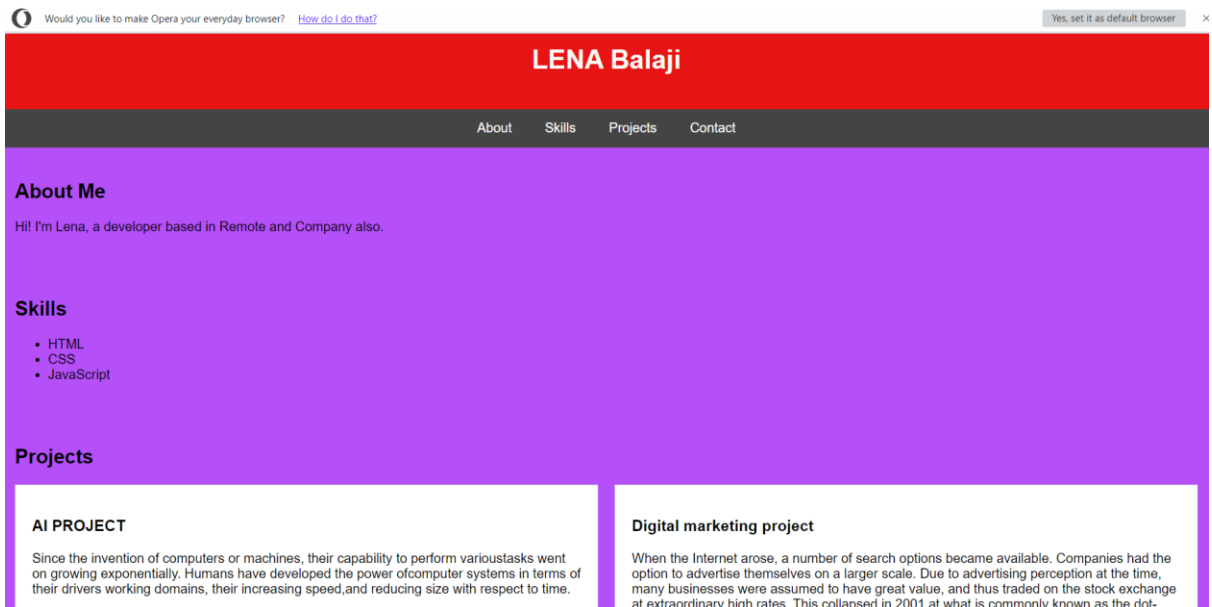 Would you like to make Opera your everyday browser? How do I do that? Yes, set it as default browser
LENA Balaji
About Skills Projects Contact
About Me
Hi! I'm Lena, a developer based in Remote and Company also.
Skills
HTML
CSS
JavaScript
Projects
AI PROJECT
Since the invention of computers or machines, their capability to perform varioustasks went
on growing exponentially. Humans have developed the power ofcomputer systems in terms of
their drivers working domains, their increasing speed,and reducing size with respect to time.
Digital marketing project
When the Internet arose, a number of search options became available. Companies had the
option to advertise themselves on a larger scale. Due to advertising perception at the time,
many businesses were assumed to have great value, and thus traded on the stock exchange
at extraordinary high rates. This collapsed in 2001 at what is commonly known as the dot-